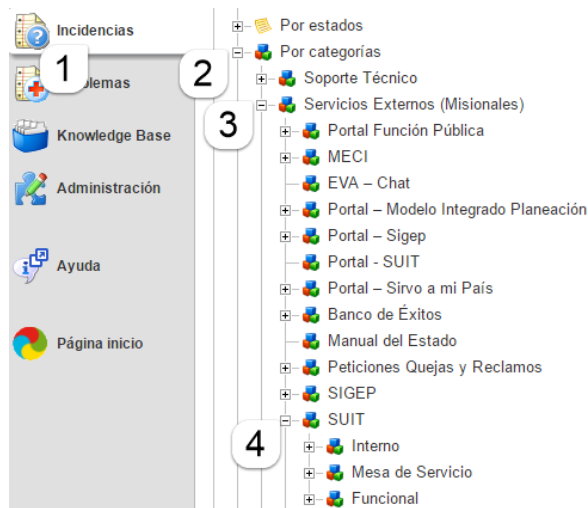 Incidencias
1
lemas
Knowledge Base
Administración
Ayuda
Página inicio
Por estados
2
Por categorías
Soporte Técnico
3
Servicios Externos (Misionales)
Portal Función Pública
MECI
EVA – Chat
Portal – Modelo Integrado Planeación
Portal – Sigep
Portal - SUIT
Portal – Sirvo a mi País
Banco de Éxitos
Manual del Estado
Peticiones Quejas y Reclamos
SIGEP
4
SUIT
Interno
Mesa de Servicio
Funcional